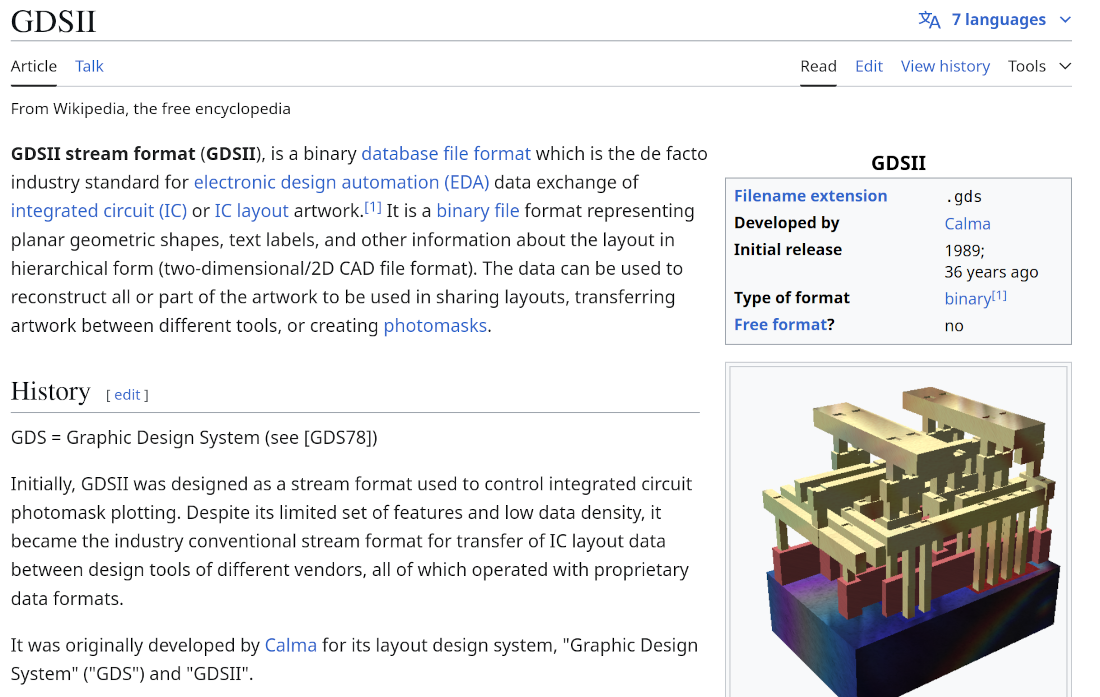 GDSII
7 languages
Article Talk
Read Edit View history Tools
From Wikipedia, the free encyclopedia
GDSII stream format (GDSII), is a binary database file format which is the de facto
industry standard for electronic design automation (EDA) data exchange of
integrated circuit (IC) or IC layout artwork.[1] It is a binary file format representing
planar geometric shapes, text labels, and other information about the layout in
hierarchical form (two-dimensional/2D CAD file format). The data can be used to
reconstruct all or part of the artwork to be used in sharing layouts, transferring
artwork between different tools, or creating photomasks.
GDSII
Filename extension .gds
Developed by Calma
Initial release 1989;
36 years ago
Type of format binary[1]
Free format? no
History [ edit ]
GDS = Graphic Design System (see [GDS78])
Initially, GDSII was designed as a stream format used to control integrated circuit
photomask plotting. Despite its limited set of features and low data density, it
became the industry conventional stream format for transfer of IC layout data
between design tools of different vendors, all of which operated with proprietary
data formats.
It was originally developed by Calma for its layout design system, "Graphic Design
System" ("GDS") and "GDSII".